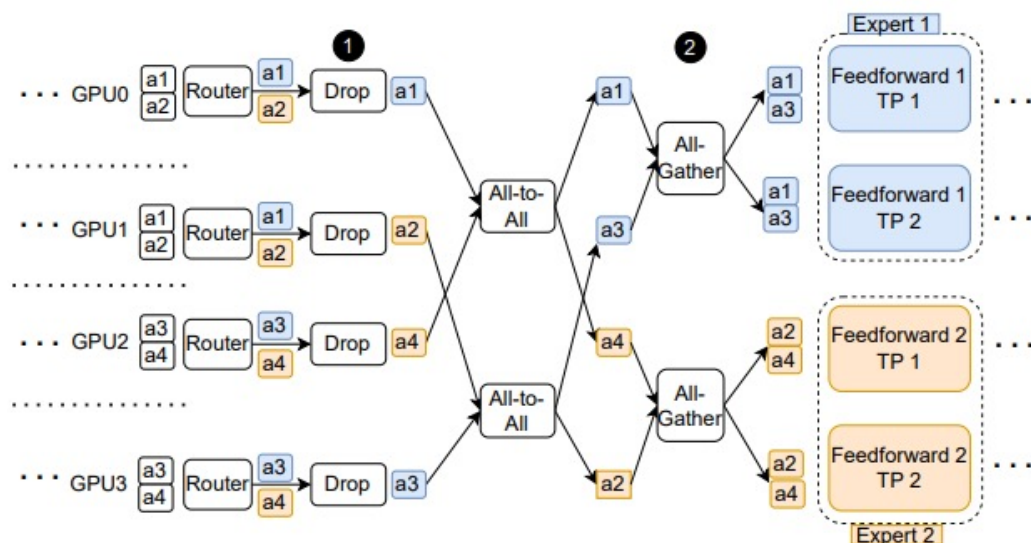 1
2
Expert 1
... GPU0
a1
a2
Router
a1
a2
Drop
a1
a1
All-
Gather
a1
a3
Feedforward 1
TP 1
...
GPU1
a1
a2
Router
a1
a2
Drop
a2
All-to-
All
a3
a1
a3
Feedforward 1
TP 2
...
... GPU2
a3
a4
Router
a3
a4
Drop
a4
a4
a2
a4
Feedforward 2
TP 1
...
All-to-
All
All-
Gather
... GPU3
a3
a4
Router
a3
a4
Drop
a3
a2
a2
a4
Feedforward 2
TP 2
...
Expert 2